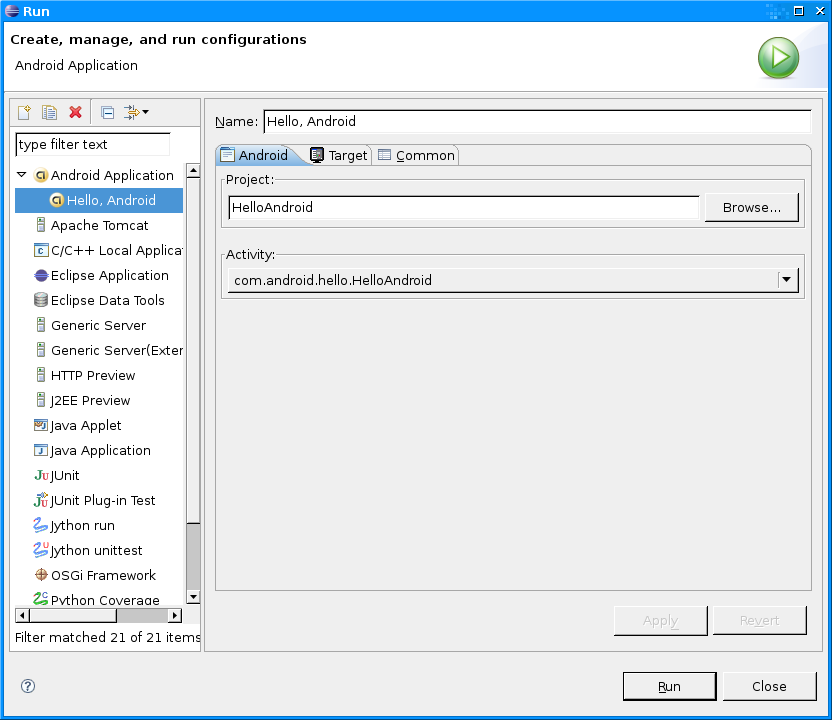 Run
Create, manage, and run configurations
Android Application
type filter text
Android Application
Hello, Android
Apache Tomcat
C/C++ Local Applica
Eclipse Application
Eclipse Data Tools
Generic Server
Generic Server(Exter
HTTP Preview
J2EE Preview
Java Applet
Java Application
JUnit
JUnit Plug-in Test
Jython run
Jython unittest
OSGi Framework
Python Coverage
Filter matched 21 of 21 items
Name: Hello, Android
Android Target Common
Project:
HelloAndroid Browse...
Activity:
com.android.hello.HelloAndroid
Apply Revert
Run Close